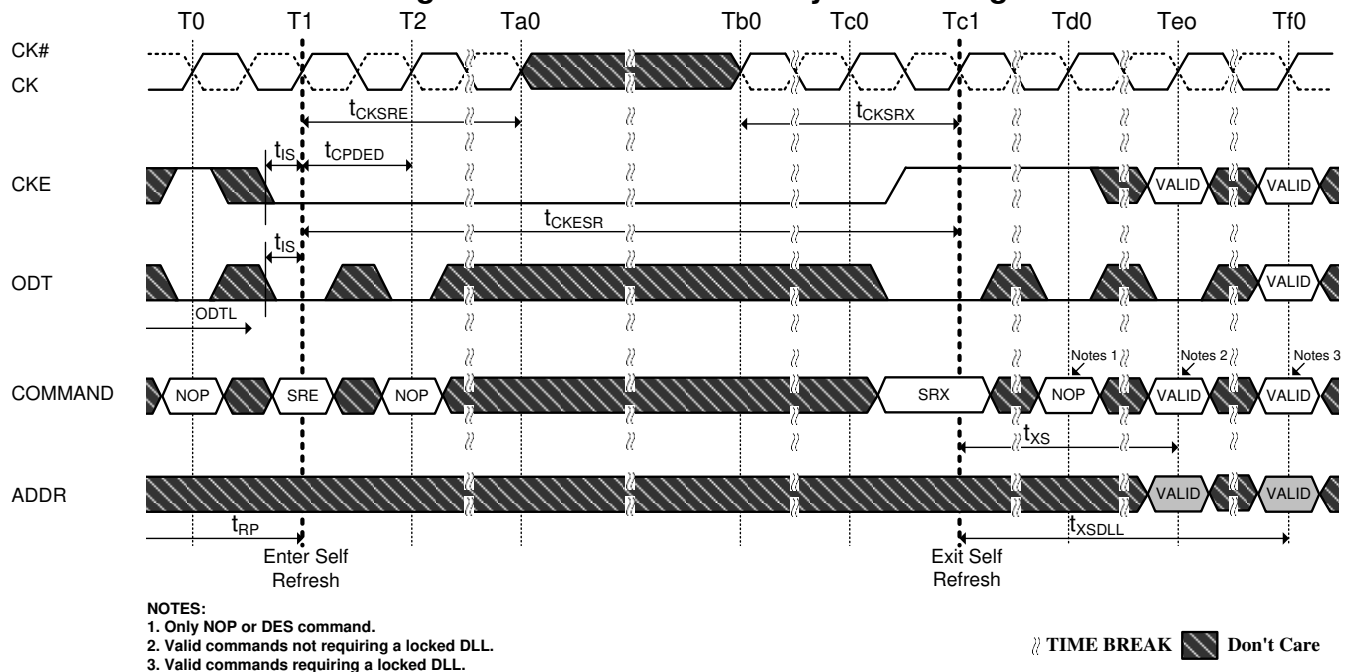 T0 T1 T2 Ta0 Tb0 Tc0 Tc1 Td0 Teo Tf0
CK#
CK
tCKSRE tCKSRX
tIS tCPDED
CKE VALID VALID
tCKESR
tIS
ODT VALID
ODTL
Notes 1 Notes 2 Notes 3
COMMAND NOP SRE NOP SRX NOP VALID VALID
tXS
ADDR VALID VALID
tRP tXSDLL
Enter Self Exit Self
Refresh Refresh
NOTES:
1. Only NOP or DES command.
2. Valid commands not requiring a locked DLL.
3. Valid commands requiring a locked DLL.
TIME BREAK Don't Care